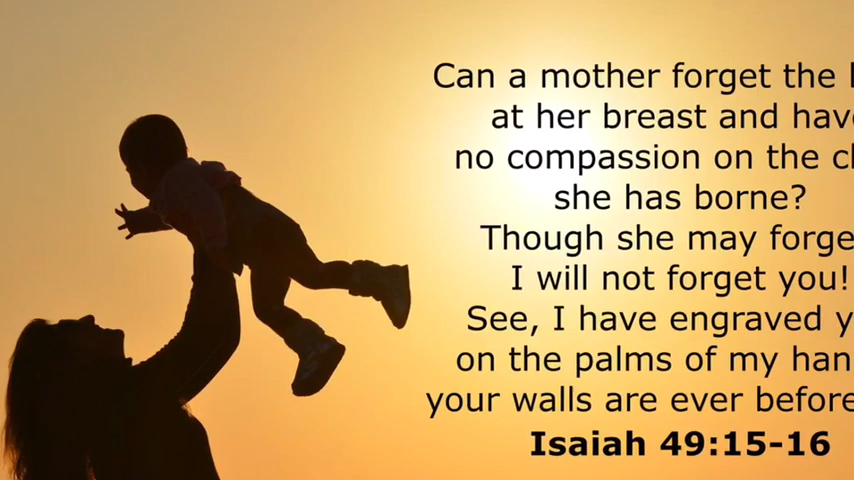 Can a mother forget the
at her breast and have
no compassion on the
she has borne?
Though she may
I will not forget you!
See, I have engraved
on the palms of my
your walls are ever before
Isaiah 49:15-16